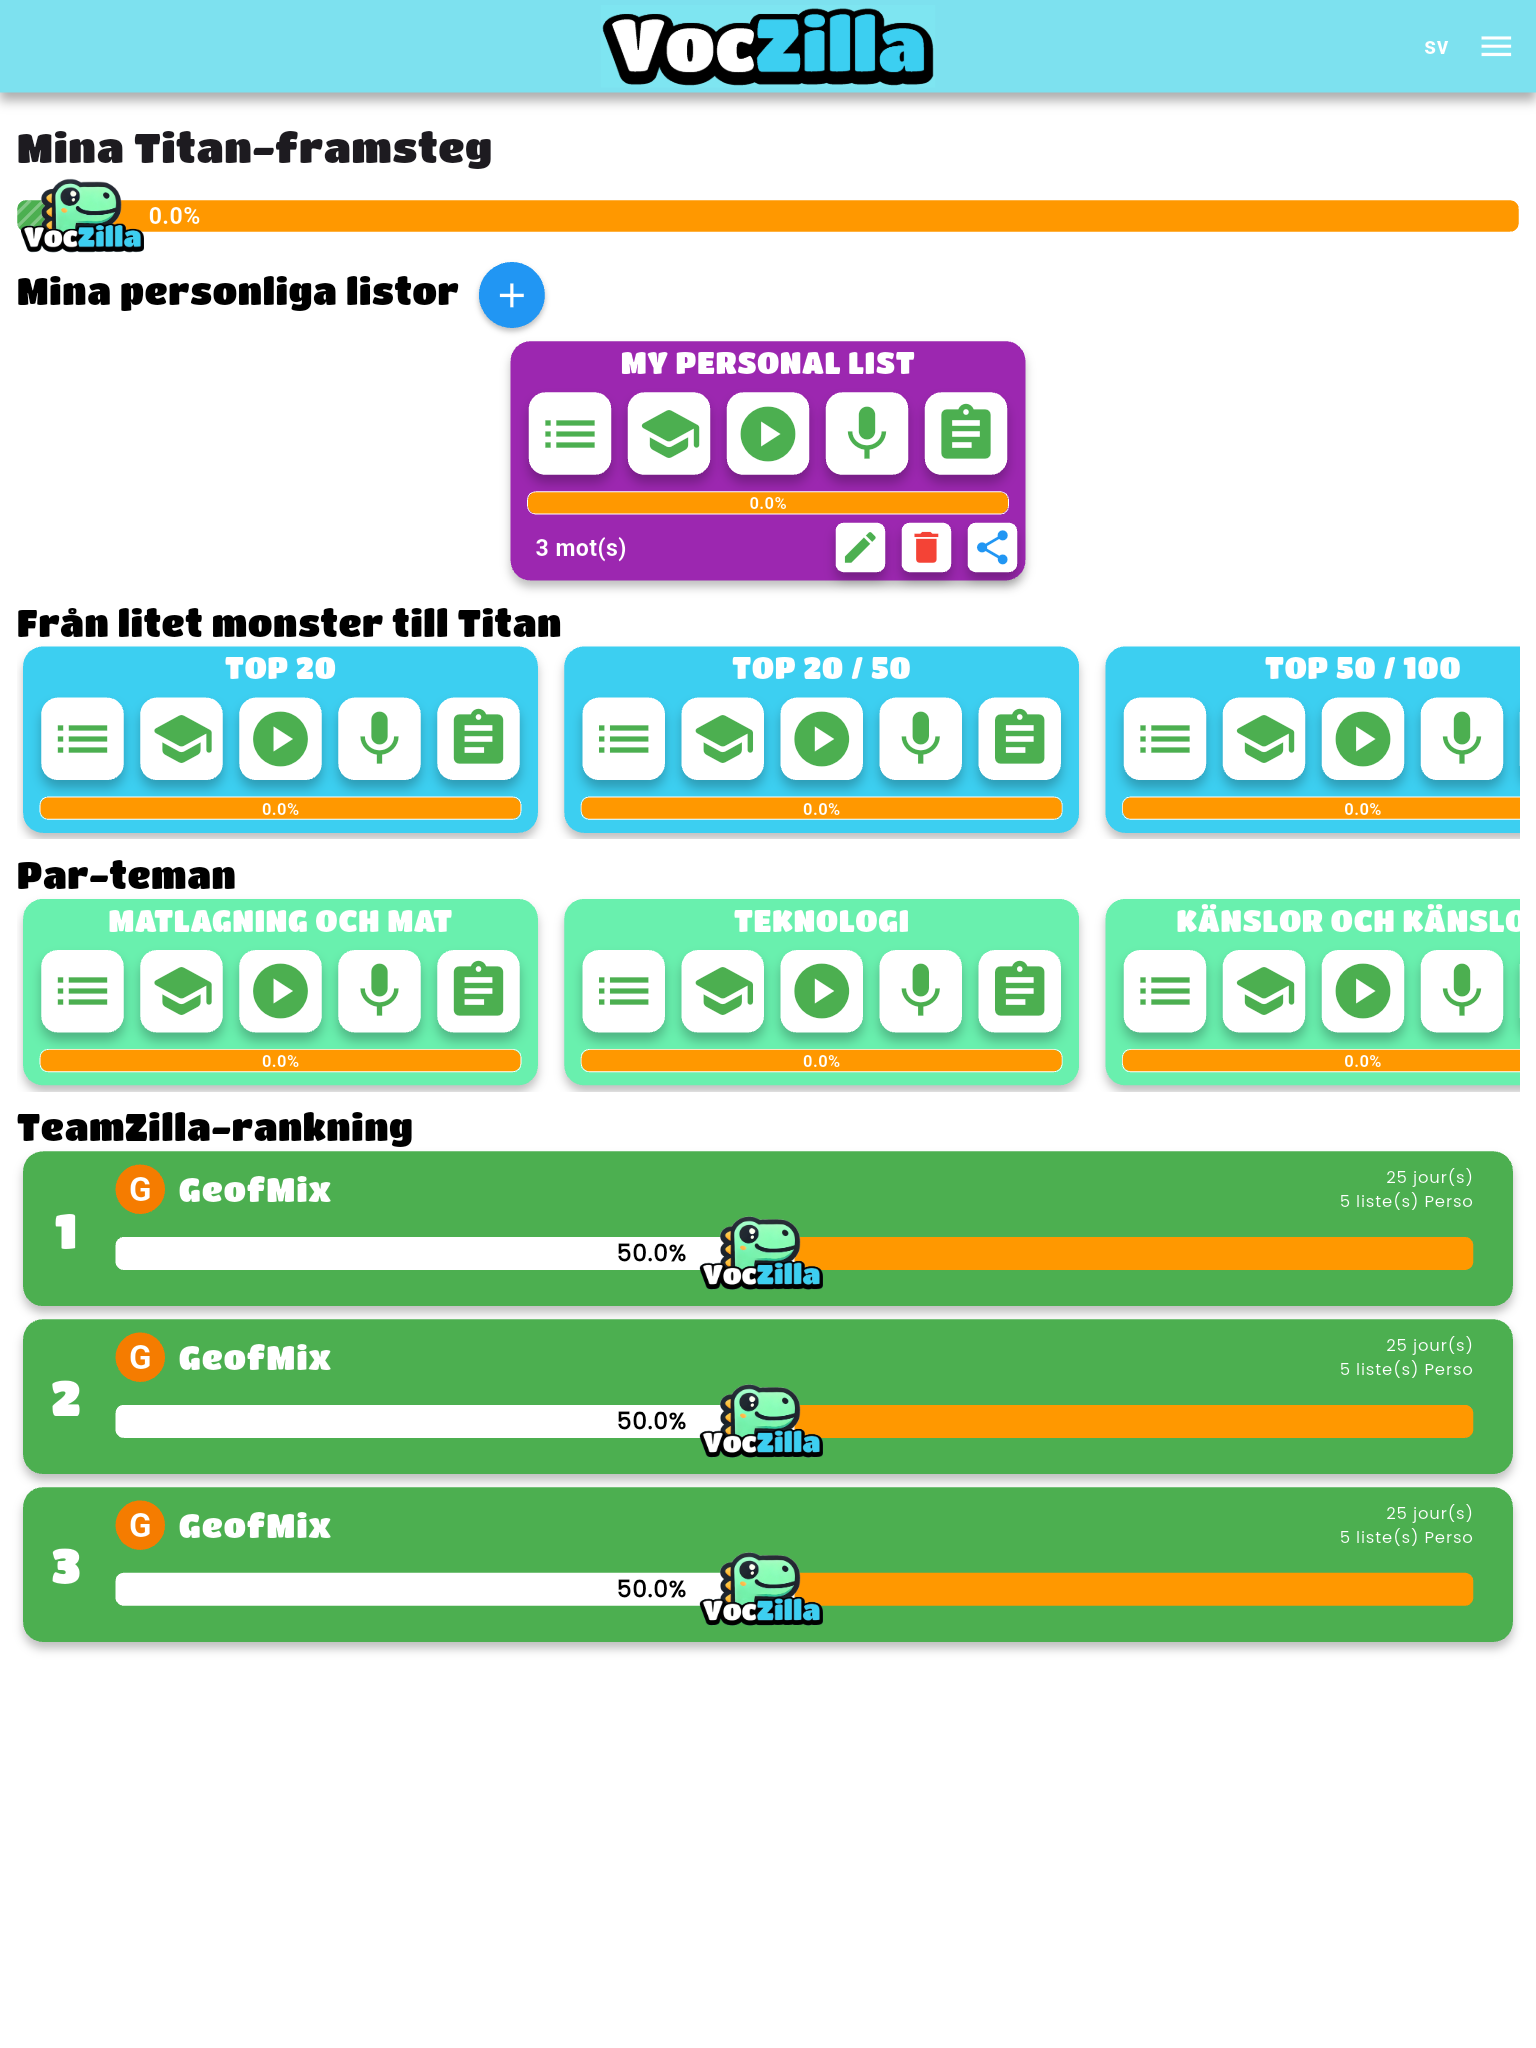 VocZilla
SV
Mina Titan-framsteg
VocZilla
0.0%
Mina personliga listor
MY PERSONAL LIST
0.0%
3 mot(s)
Från litet monster till Titan
TOP 20
TOP 20 / 50
TOP 50 / 100
0.0%
0.0%
0.0%
Par-teman
MATLAGNING OCH MAT
TEKNOLOGI
KÄNSLOR OCH KÄNSLO
0.0%
0.0%
0.0%
TeamZilla-rankning
1
G
GeofMix
25 jour(s)
5 liste(s) Perso
50.0%
VocZilla
2
G
GeofMix
25 jour(s)
5 liste(s) Perso
50.0%
VocZilla
3
G
GeofMix
25 jour(s)
5 liste(s) Perso
50.0%
VocZilla